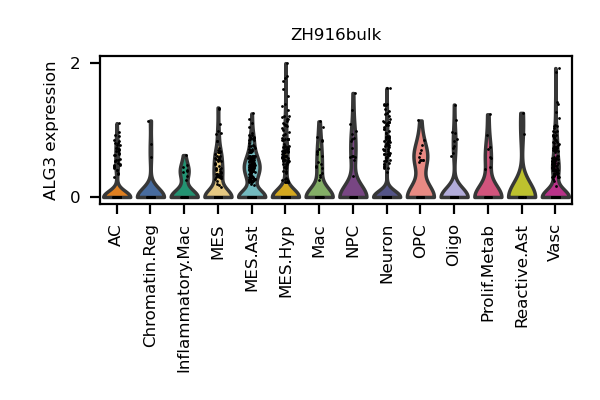 ZH916bulk
ALG3 expression
2
0
AC
Chromatin.Reg
Inflammatory.Mac
MES
MES.Ast
MES.Hyp
Mac
NPC
Neuron
OPC
Oligo
Prolif.Metab
Reactive.Ast
Vasc